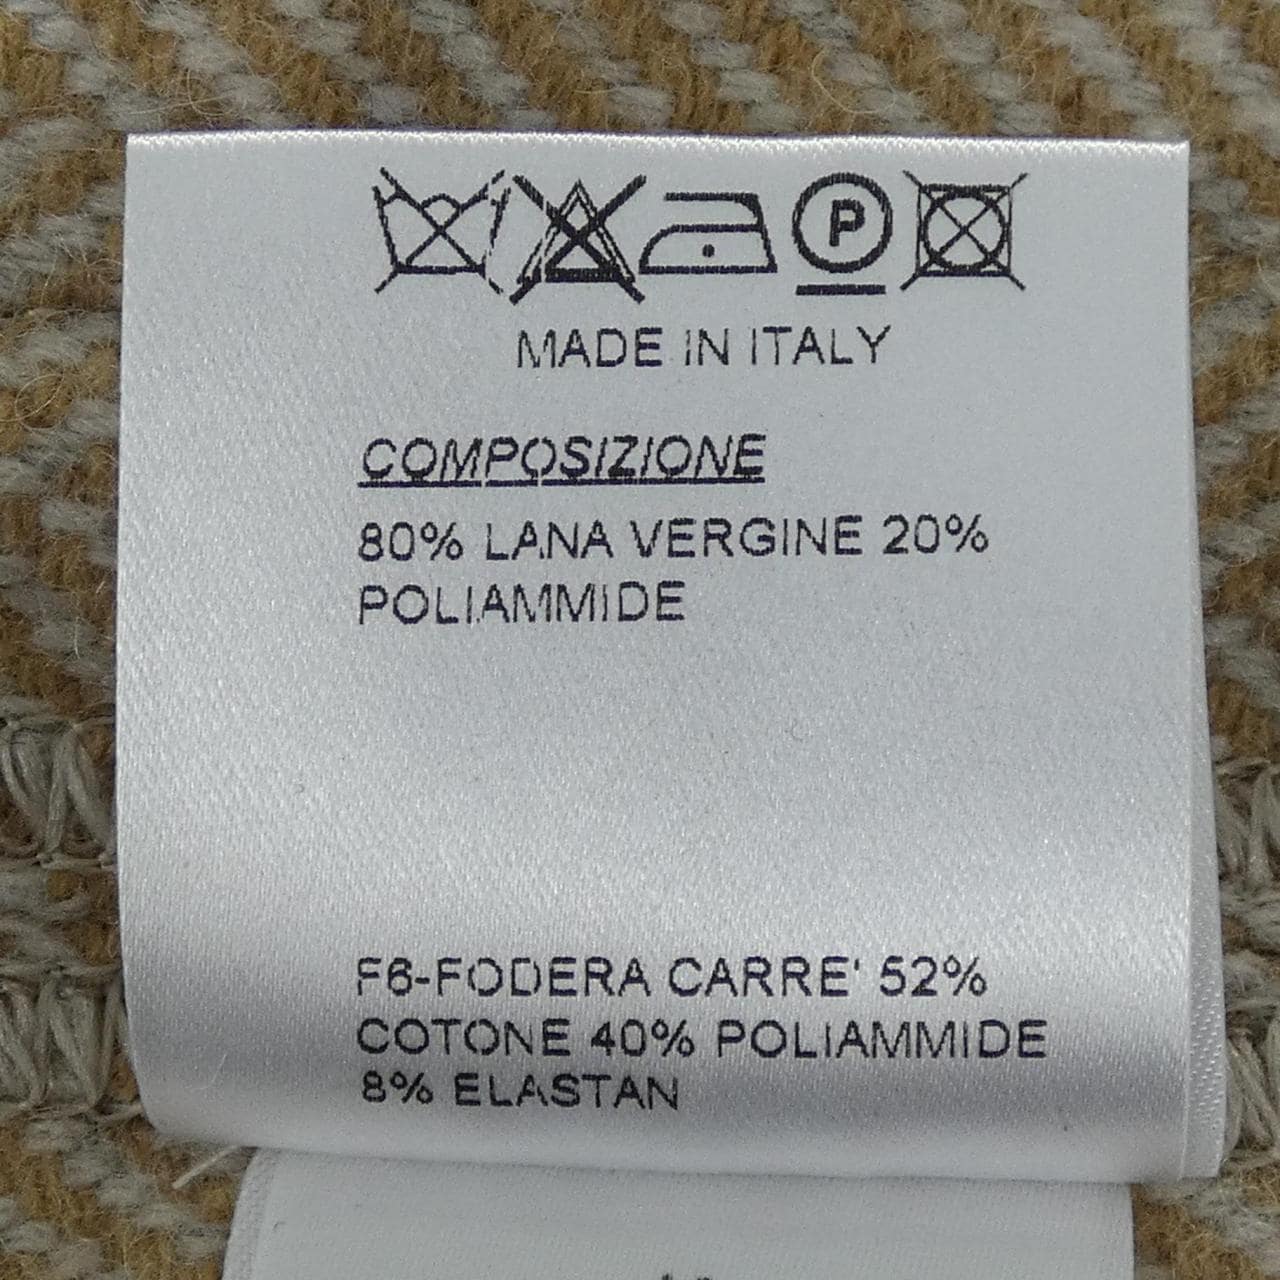 P
MADE IN ITALY
COMPOSIZIONE
80% LANA VERGINE 20%
POLIAMMIDE
F6-FODERA CARRE' 52%
COTONE 40% POLIAMMIDE
8% ELASTAN